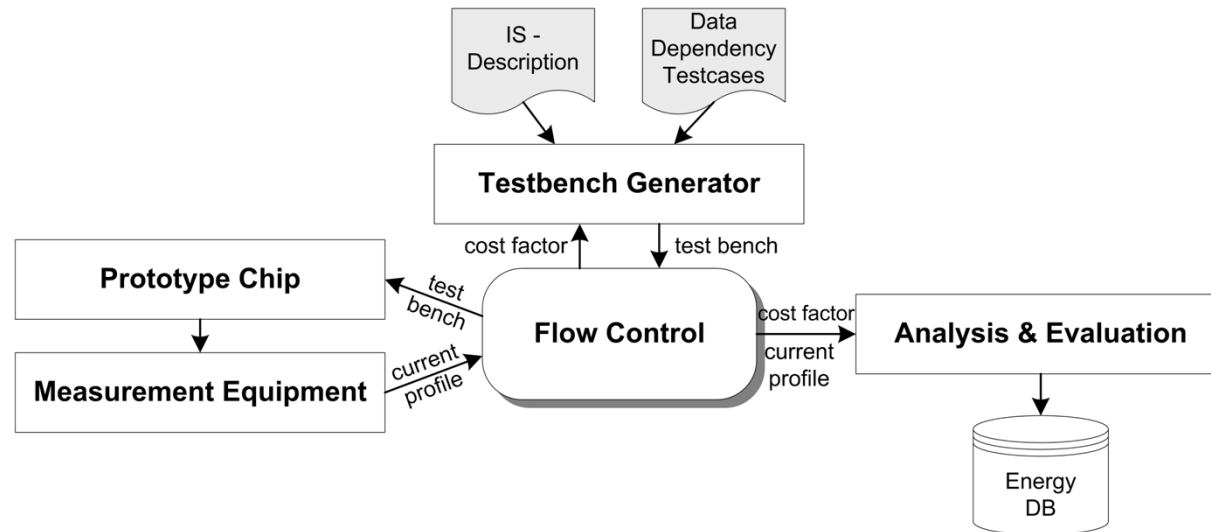 IS -
Description
Data
Dependency
Testcases
Testbench Generator
cost factor
test bench
Prototype Chip
test
bench
Flow Control
cost factor
current
profile
Analysis & Evaluation
Measurement Equipment
current
profile
Energy
DB